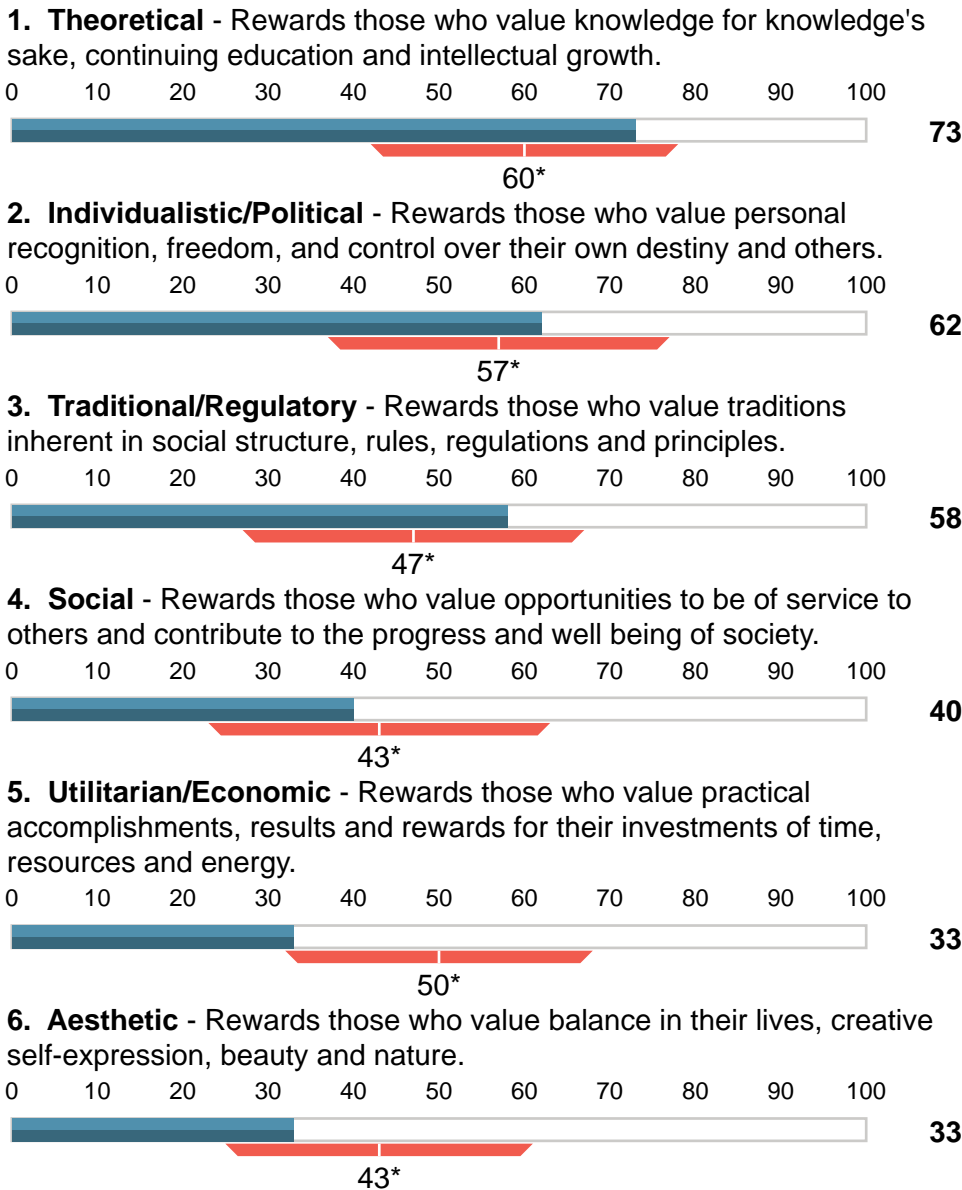 1. Theoretical - Rewards those who value knowledge for knowledge's
sake, continuing education and intellectual growth.
0 10 20 30 40 50 60 70 80 90 100
73
60*
2. Individualistic/Political - Rewards those who value personal
recognition, freedom, and control over their own destiny and others.
0 10 20 30 40 50 60 70 80 90 100
62
57*
3. Traditional/Regulatory - Rewards those who value traditions
inherent in social structure, rules, regulations and principles.
0 10 20 30 40 50 60 70 80 90 100
58
47*
4. Social - Rewards those who value opportunities to be of service to
others and contribute to the progress and well being of society.
0 10 20 30 40 50 60 70 80 90 100
40
43*
5. Utilitarian/Economic - Rewards those who value practical
accomplishments, results and rewards for their investments of time,
resources and energy.
0 10 20 30 40 50 60 70 80 90 100
33
50*
6. Aesthetic - Rewards those who value balance in their lives, creative
self-expression, beauty and nature.
0 10 20 30 40 50 60 70 80 90 100
33
43*